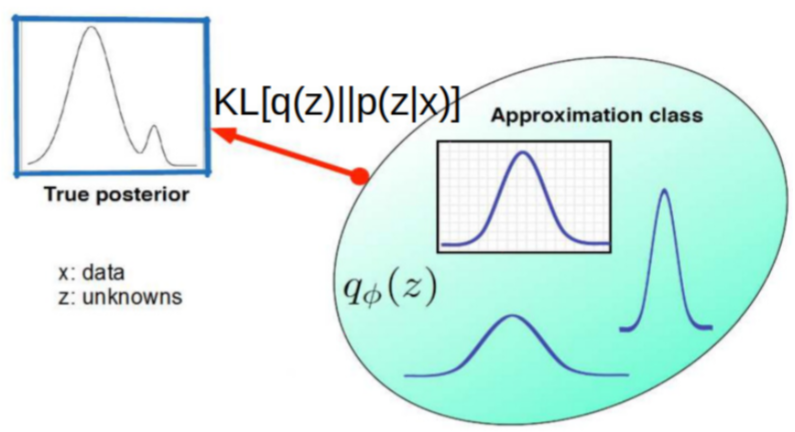 KL[q(z)||p(z|x)]
Approximation class
True posterior
x: data
z: unknowns
qϕ(z)